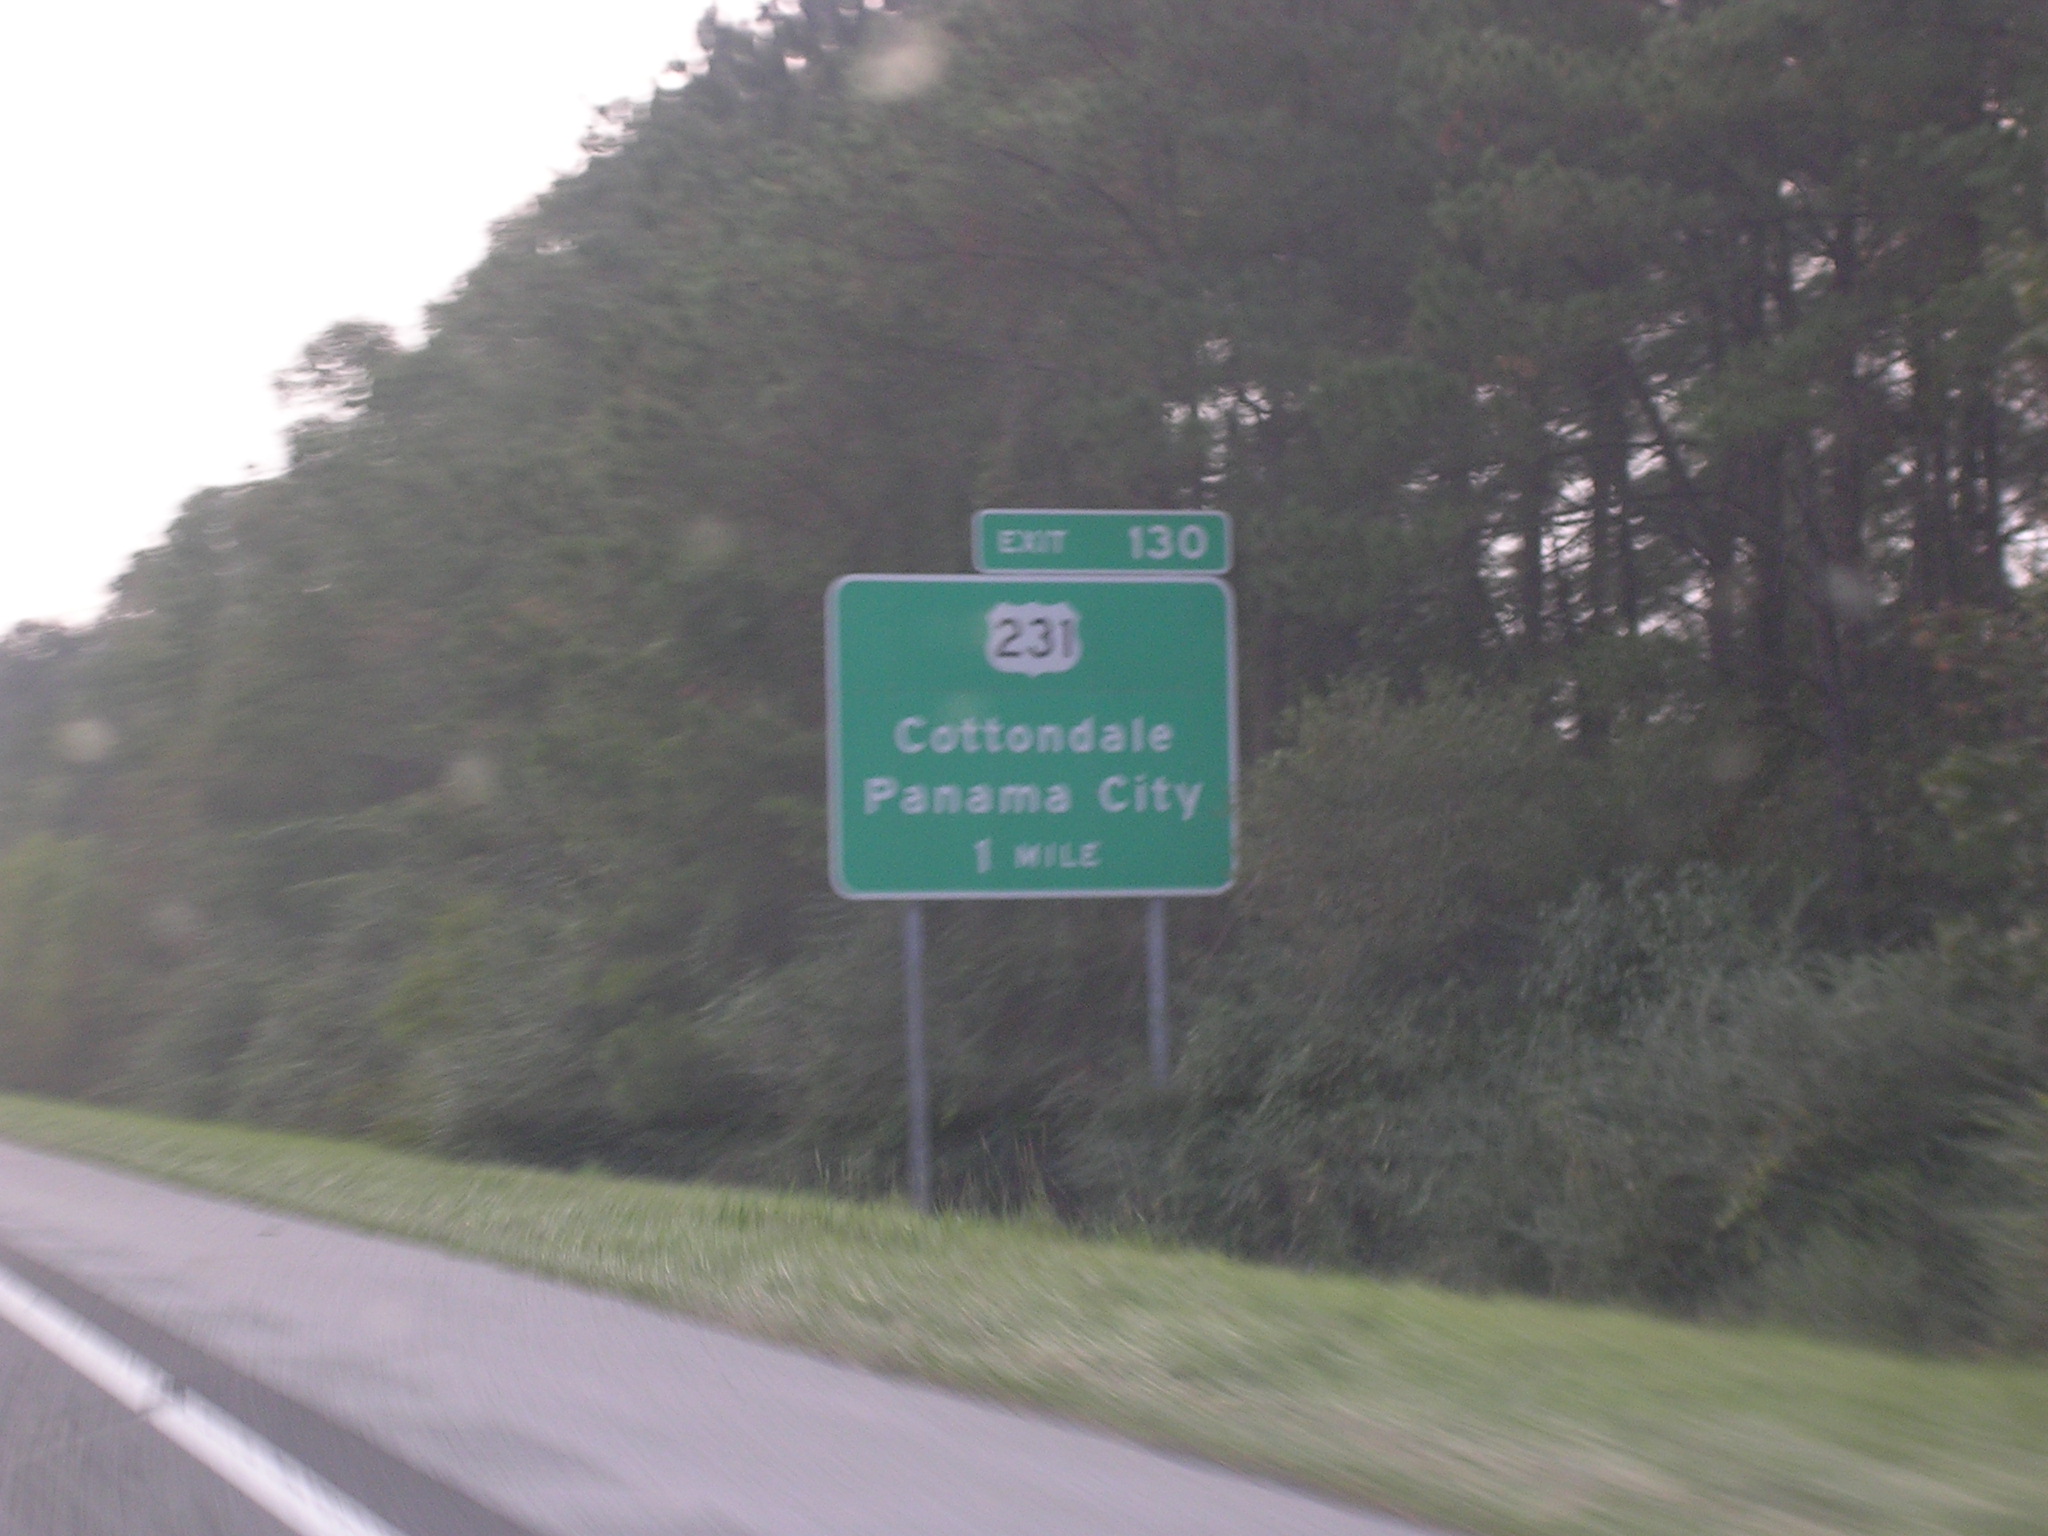 EXIT 130
231
Cottondale
Panama City
1 MILE